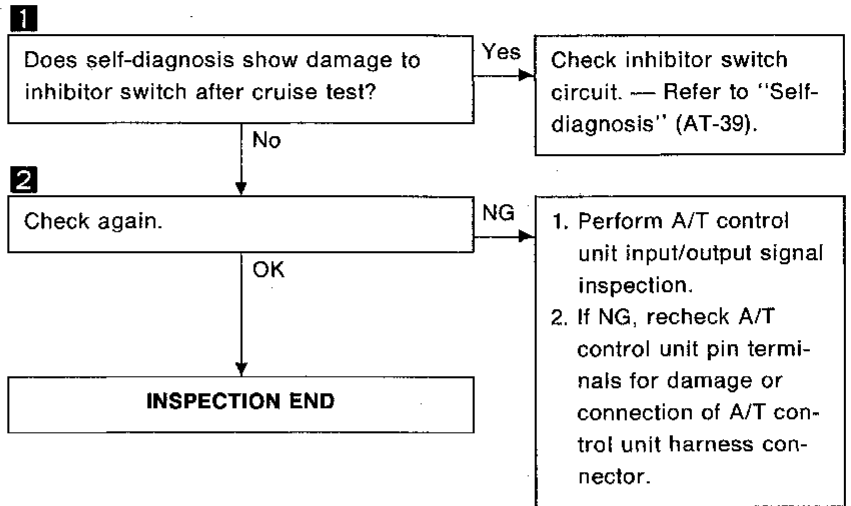 1
Does self-diagnosis show damage to
inhibitor switch after cruise test?
Yes
Check inhibitor switch
circuit. — Refer to "Self-
diagnosis" (AT-39).
No
2
Check again.
NG
1. Perform A/T control
unit input/output signal
inspection.
2. If NG, recheck A/T
control unit pin termi-
nals for damage or
connection of A/T con-
trol unit harness con-
nector.
OK
INSPECTION END